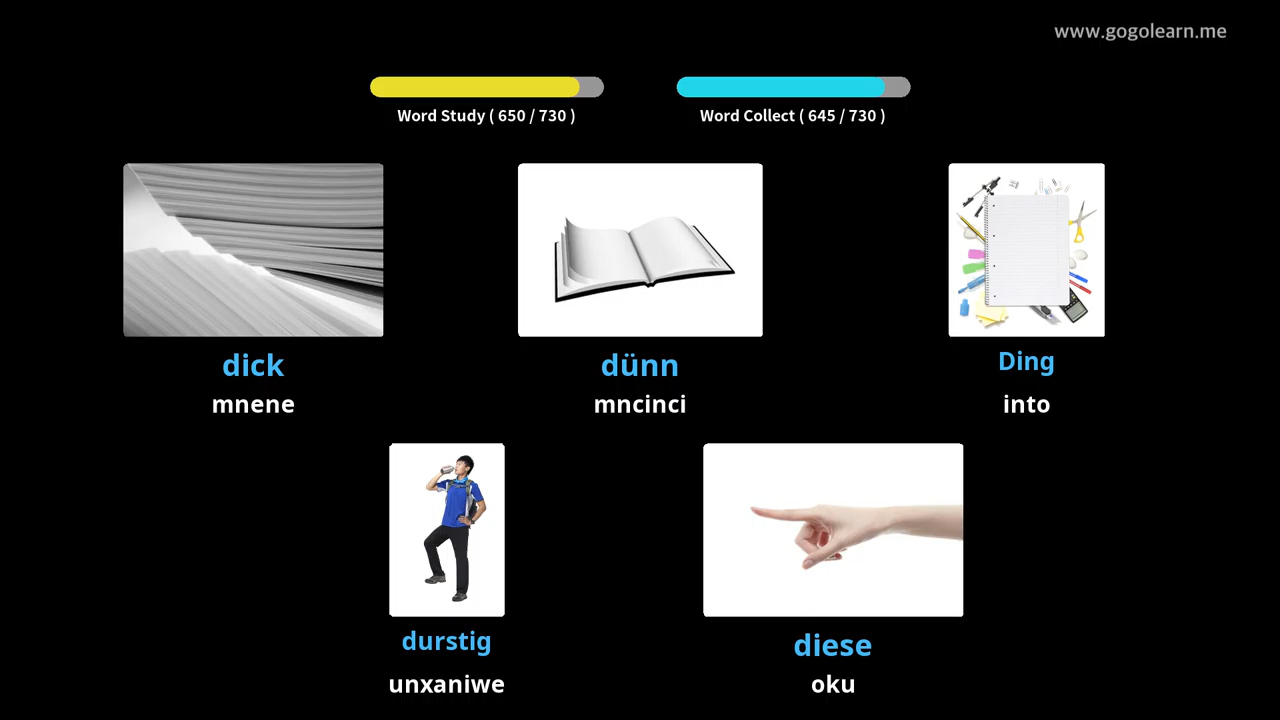 www.gogolearn.me
Word Study ( 650 / 730 )
Word Collect ( 645 / 730 )
dick
mnene
dünn
mncinci
Ding
into
durstig
unxaniwe
diese
oku